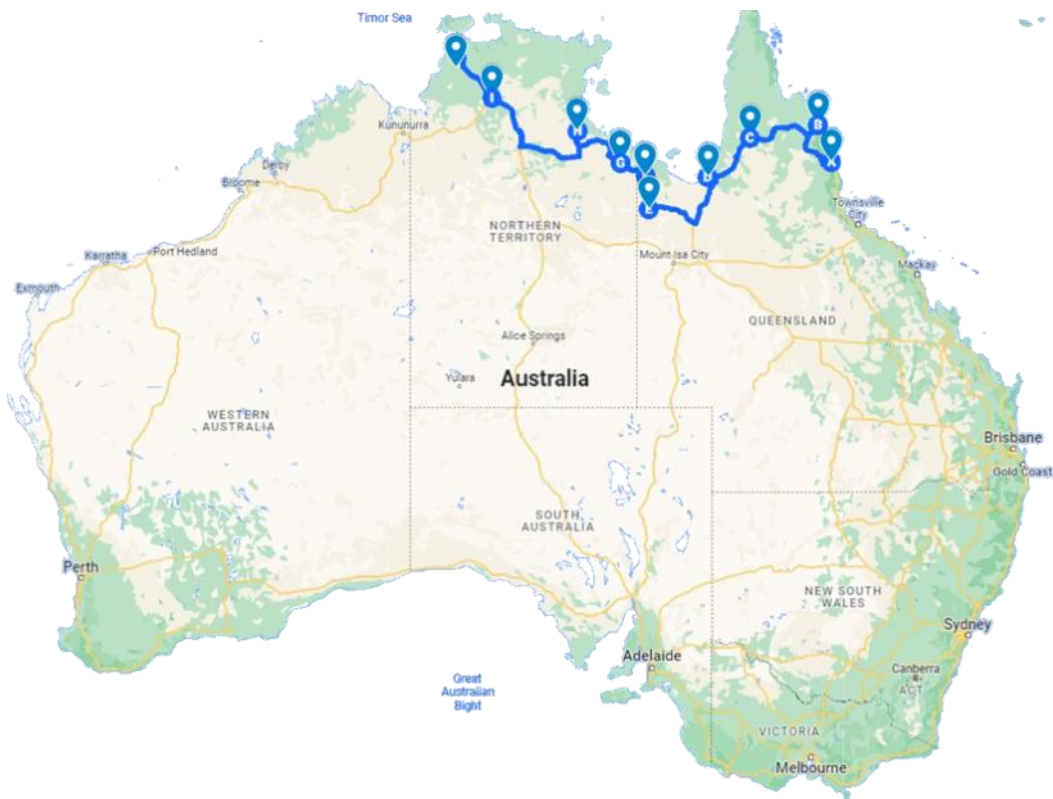 Timor Sea
Kununurra
Derby
Broome
Port Hedland
Karratha
Exmouth
NORTHERN
TERRITORY
Mount Isa City
Townsville
City
Mackay
QUEENSLAND
Alice Springs
Yulara
Australia
WESTERN
AUSTRALIA
Brisbane
Gold Coast
SOUTH
AUSTRALIA
Perth
NEW SOUTH
WALES
Sydney
Adelaide
Canberra
ACT
Great
Australian
Bight
VICTORIA
Melbourne
I
H
G
E
D
C
B
A